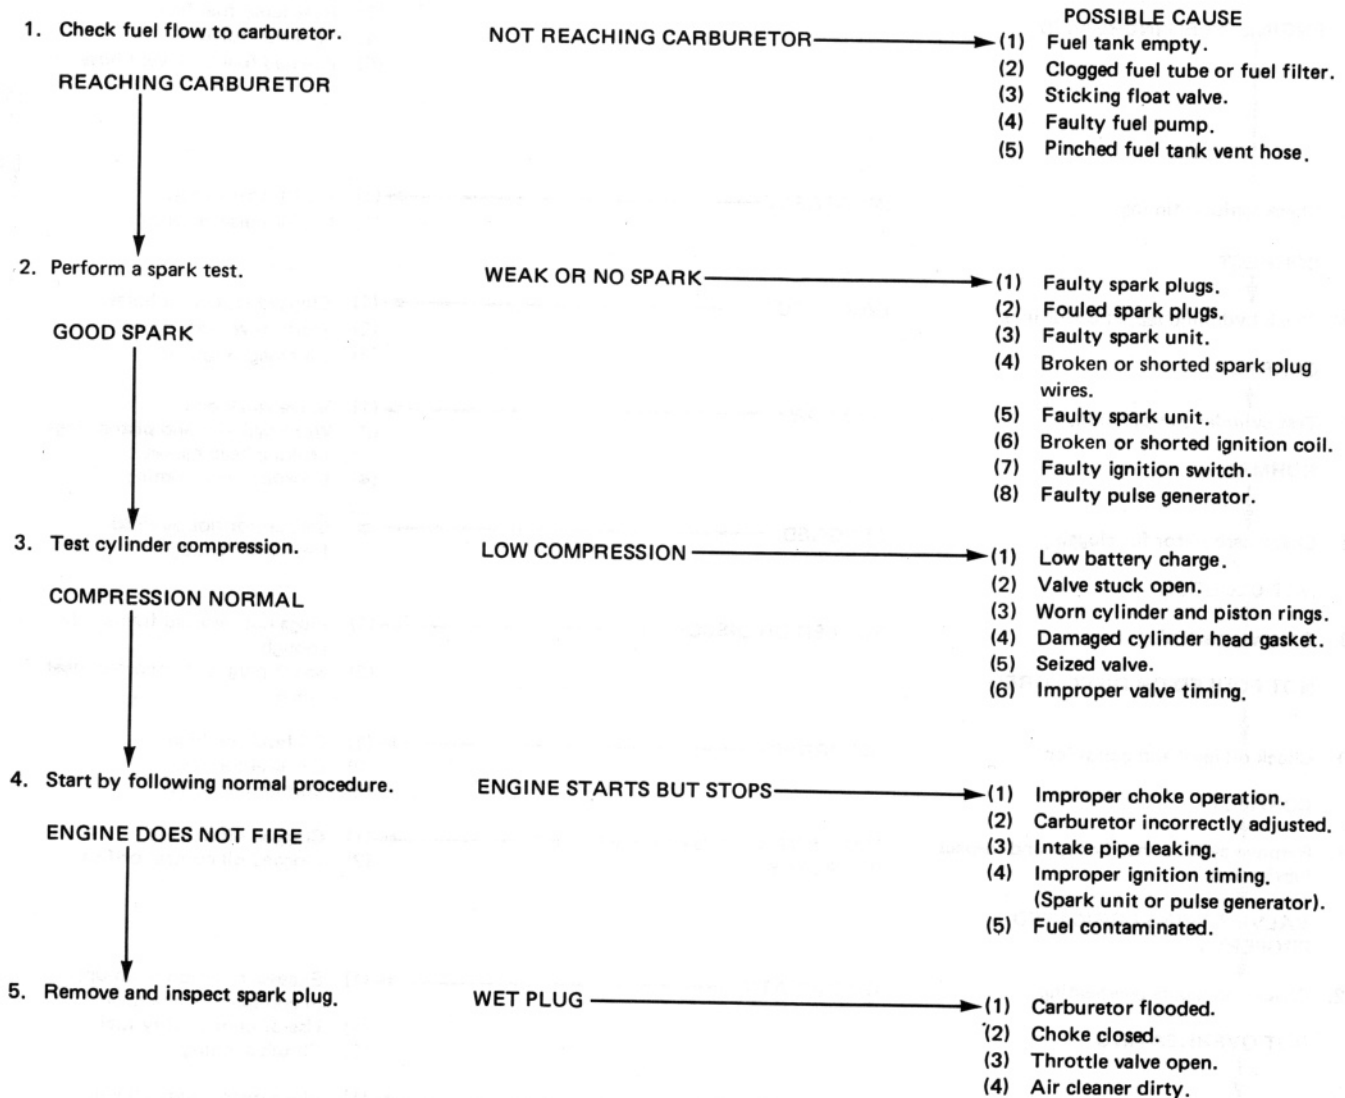 POSSIBLE CAUSE
1. Check fuel flow to carburetor.
NOT REACHING CARBURETOR
(1) Fuel tank empty.
(2) Clogged fuel tube or fuel filter.
(3) Sticking float valve.
(4) Faulty fuel pump.
(5) Pinched fuel tank vent hose.
REACHING CARBURETOR
2. Perform a spark test.
WEAK OR NO SPARK
(1) Faulty spark plugs.
(2) Fouled spark plugs.
(3) Faulty spark unit.
(4) Broken or shorted spark plug
wires.
(5) Faulty spark unit.
(6) Broken or shorted ignition coil.
(7) Faulty ignition switch.
(8) Faulty pulse generator.
GOOD SPARK
3. Test cylinder compression.
LOW COMPRESSION
(1) Low battery charge.
(2) Valve stuck open.
(3) Worn cylinder and piston rings.
(4) Damaged cylinder head gasket.
(5) Seized valve.
(6) Improper valve timing.
COMPRESSION NORMAL
4. Start by following normal procedure.
ENGINE STARTS BUT STOPS
(1) Improper choke operation.
(2) Carburetor incorrectly adjusted.
(3) Intake pipe leaking.
(4) Improper ignition timing.
(Spark unit or pulse generator).
(5) Fuel contaminated.
ENGINE DOES NOT FIRE
5. Remove and inspect spark plug.
WET PLUG
(1) Carburetor flooded.
(2) Choke closed.
(3) Throttle valve open.
(4) Air cleaner dirty.